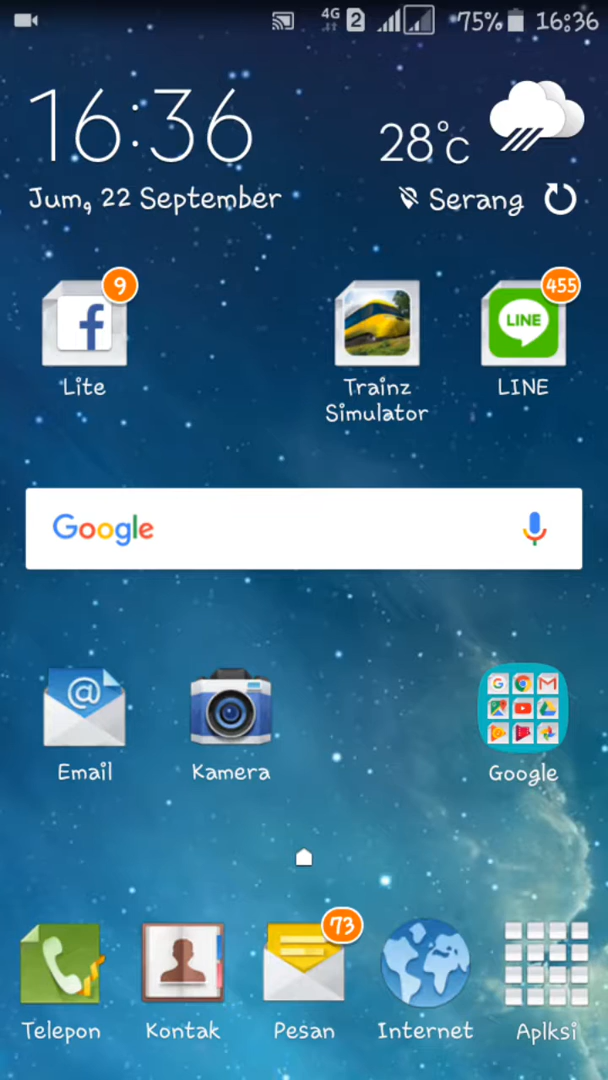 4G 2 75% 16:36
16:36
28°c
Jum, 22 September
Serang
9
455
LINE
Lite
Trainz
Simulator
LINE
Google
Email
Kamera
Google
73
Telepon
Kontak
Pesan
Internet
Aplksi